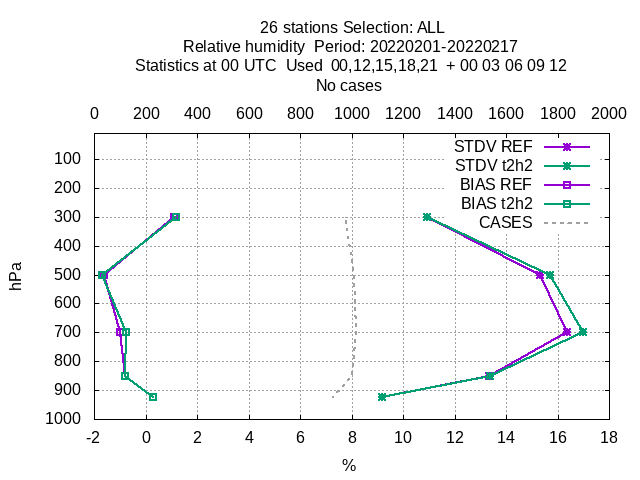 26 stations Selection: ALL
Relative humidity  Period: 20220201-20220217
Statistics at 00 UTC  Used  00,12,15,18,21  + 00 03 06 09 12
No cases
0 200 400 600 800 1000 1200 1400 1600 1800 2000
STDV REF
STDV t2h2
BIAS REF
BIAS t2h2
CASES
100
200
300
400
500
600
700
800
900
1000
hPa
-2 0 2 4 6 8 10 12 14 16 18
%